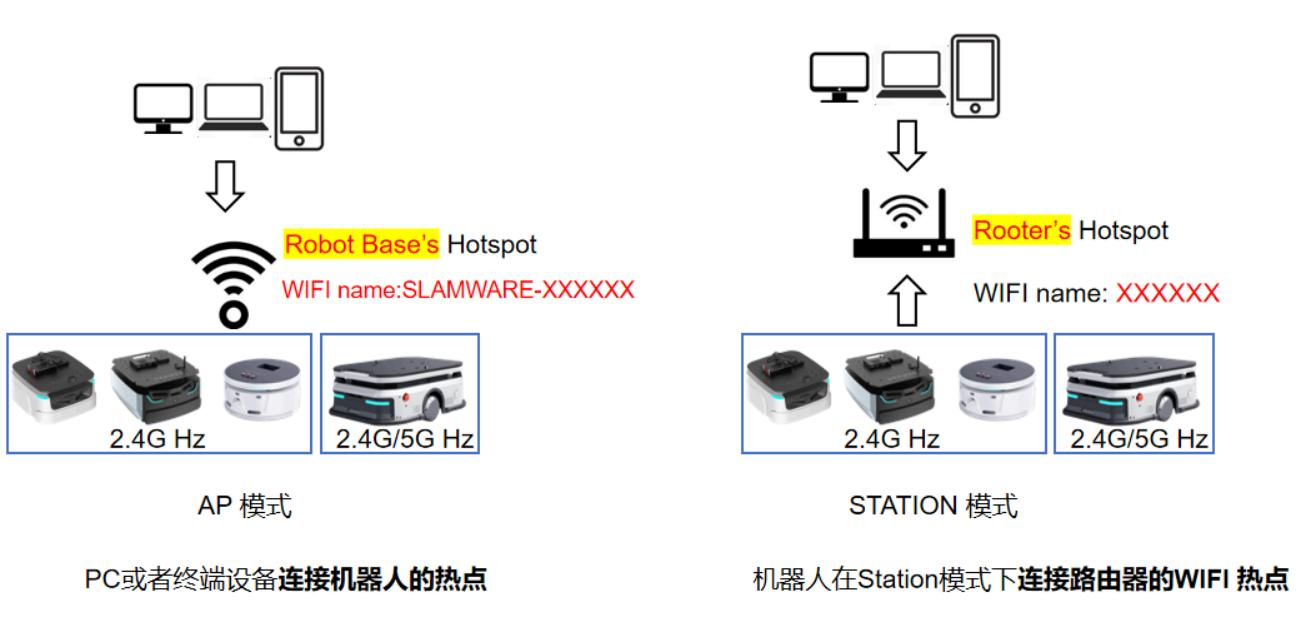 Robot Base's Hotspot
WIFI name:SLAMWARE-XXXXXX
2.4G Hz
2.4G/5G Hz
AP 模式
PC或者终端设备连接机器人的热点
Rooter's Hotspot
WIFI name: XXXXXX
2.4G Hz
2.4G/5G Hz
STATION 模式
机器人在Station模式下连接路由器的WIFI 热点